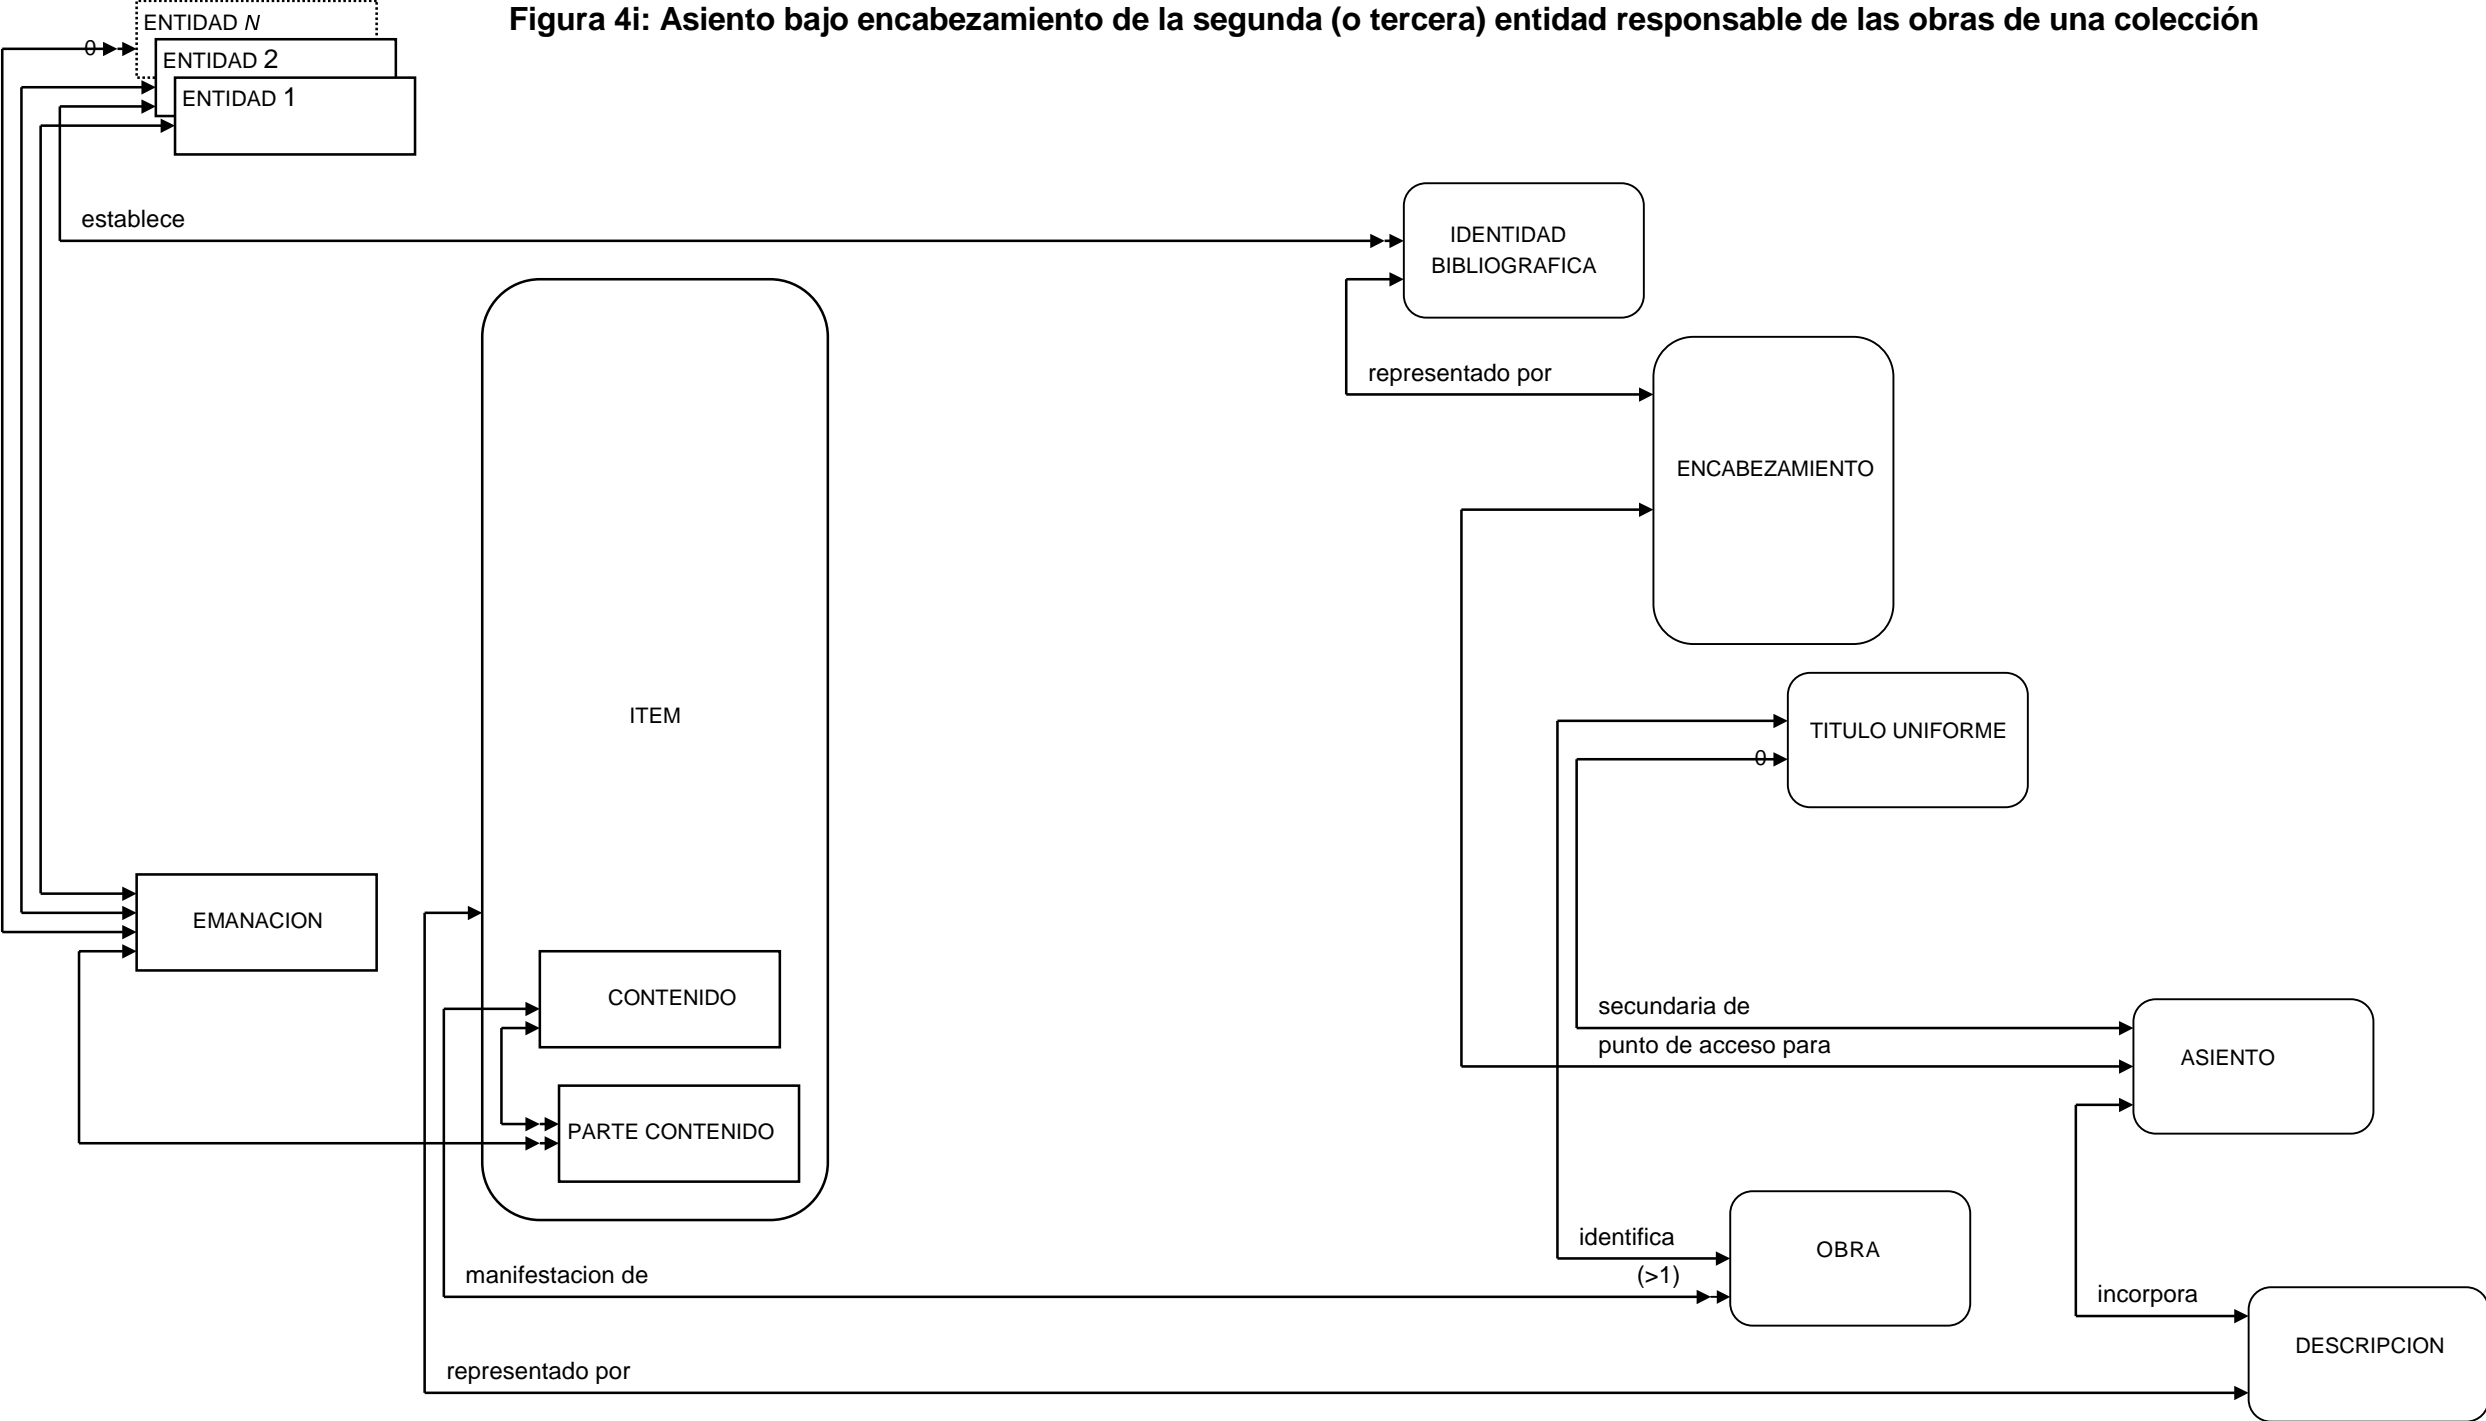 Figura 4i: Asiento bajo encabezamiento de la segunda (o tercera) entidad responsable de las obras de una colección
ENTIDAD N
0
ENTIDAD 2
ENTIDAD 1
establece
IDENTIDAD
BIBLIOGRAFICA
representado por
ENCABEZAMIENTO
ITEM
TITULO UNIFORME
0
EMANACION
CONTENIDO
secundaria de
punto de acceso para
ASIENTO
PARTE CONTENIDO
identifica
OBRA
manifestacion de
(>1)
incorpora
DESCRIPCION
representado por